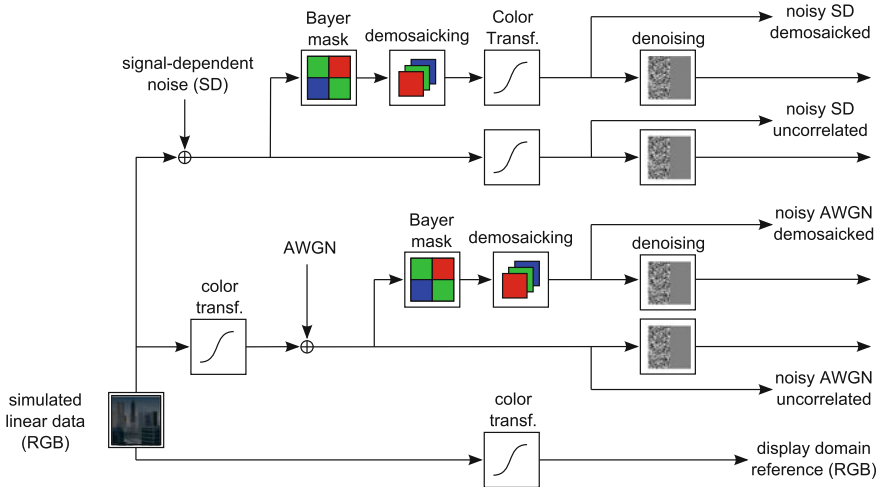 Bayer
mask
demosaicking
Color
Transf.
noisy SD
demosaicked
signal-dependent
noise (SD)
denoising
noisy SD
uncorrelated
Bayer
mask
demosaicking
noisy AWGN
demosaicked
AWGN
denoising
color
transf.
noisy AWGN
uncorrelated
simulated
linear data
(RGB)
color
transf.
display domain
reference (RGB)